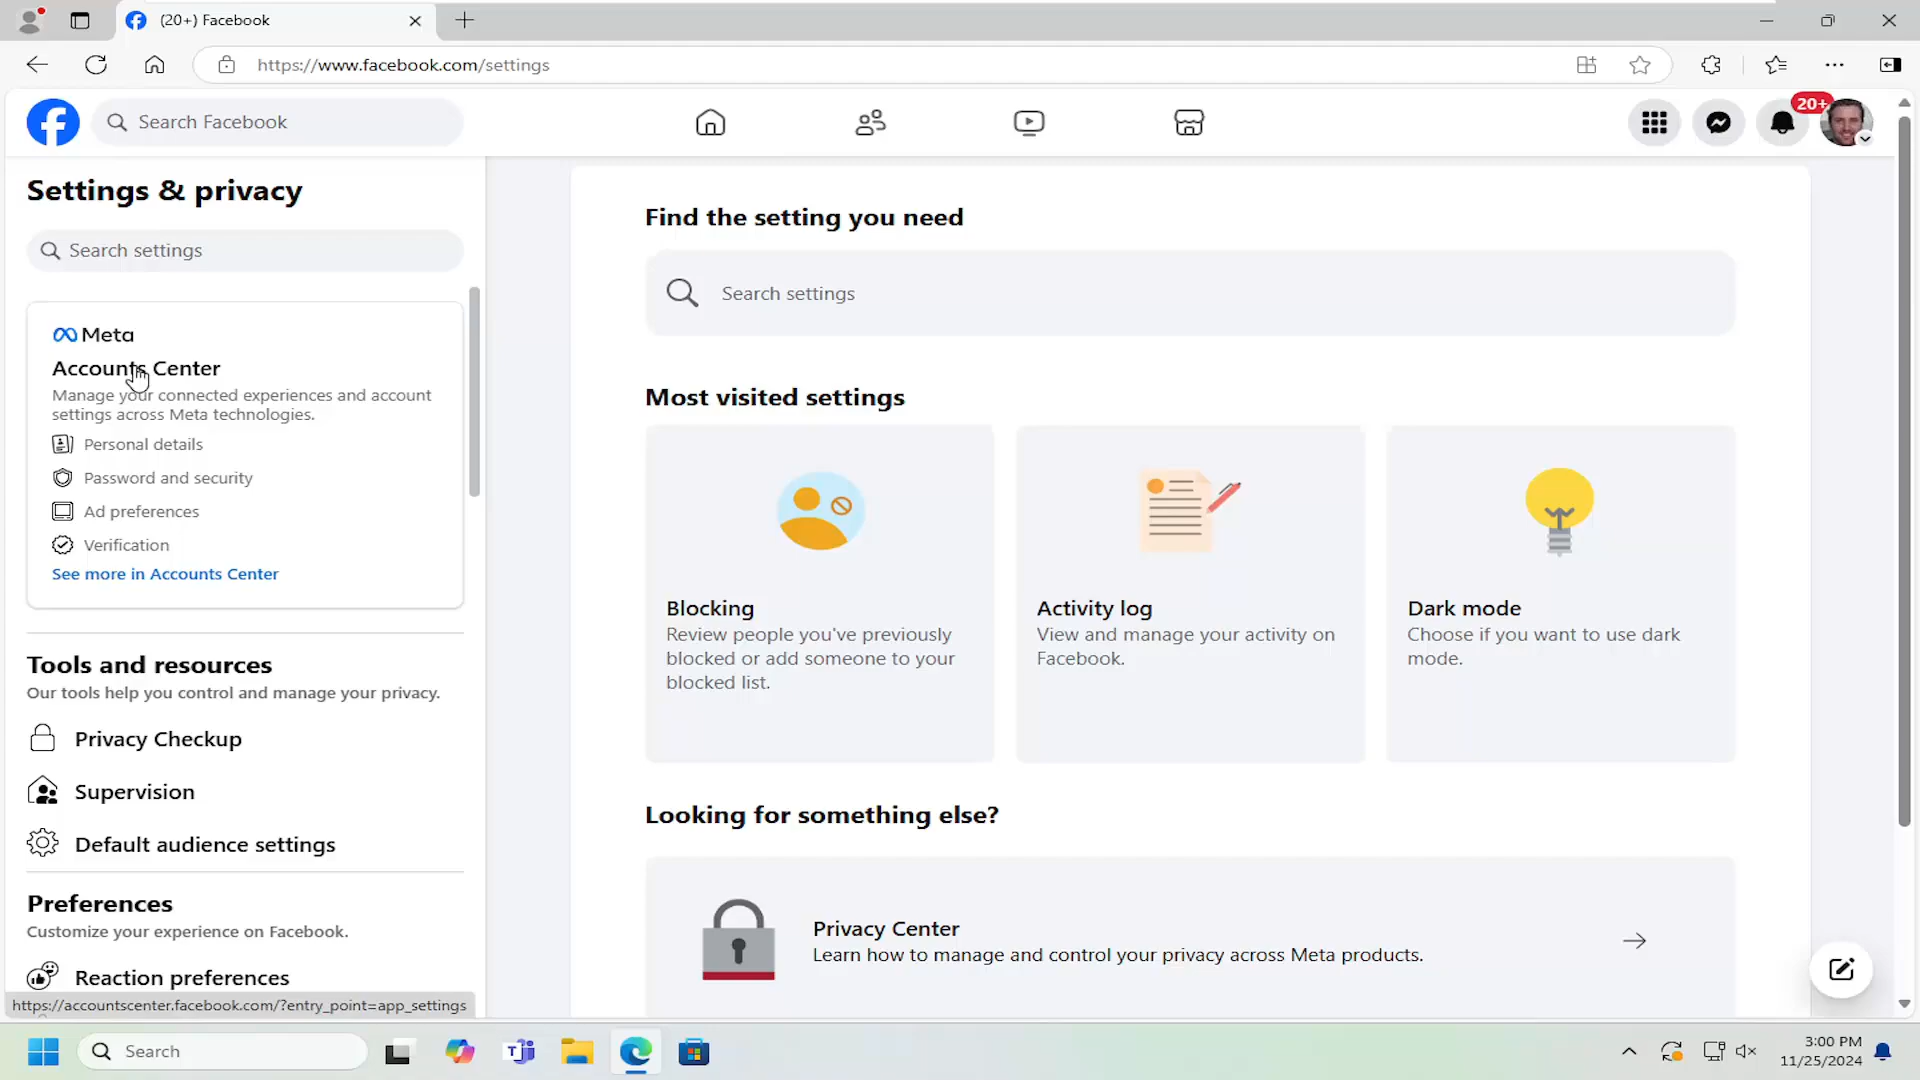 (20+) Facebook
https://www.facebook.com/settings
Search Facebook
20+
Settings & privacy
Search settings
Meta
Accounts Center
Manage your connected experiences and account
settings across Meta technologies.
Personal details
Password and security
Ad preferences
Verification
See more in Accounts Center
Tools and resources
Our tools help you control and manage your privacy.
Privacy Checkup
Supervision
Default audience settings
Preferences
Customize your experience on Facebook.
Reaction preferences
https://accountscenter.facebook.com/?entry_point=app_settings
Find the setting you need
Search settings
Most visited settings
Blocking
Review people you've previously
blocked or add someone to your
blocked list.
Activity log
View and manage your activity on
Facebook.
Dark mode
Choose if you want to use dark
mode.
Looking for something else?
Privacy Center
Learn how to manage and control your privacy across Meta products.
Search
3:00 PM
11/25/2024